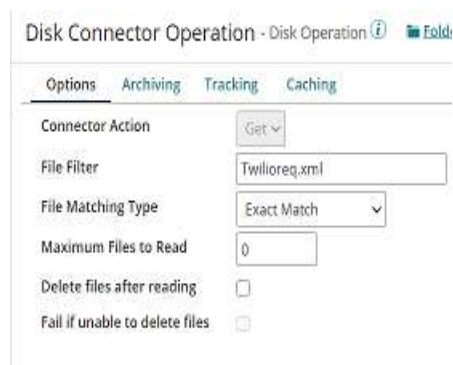 Disk Connector Operation - Disk Operation i Folde
Options Archiving Tracking Caching
Connector Action Get
File Filter Twilioreq.xml
File Matching Type Exact Match
Maximum Files to Read 0
Delete files after reading
Fail if unable to delete files